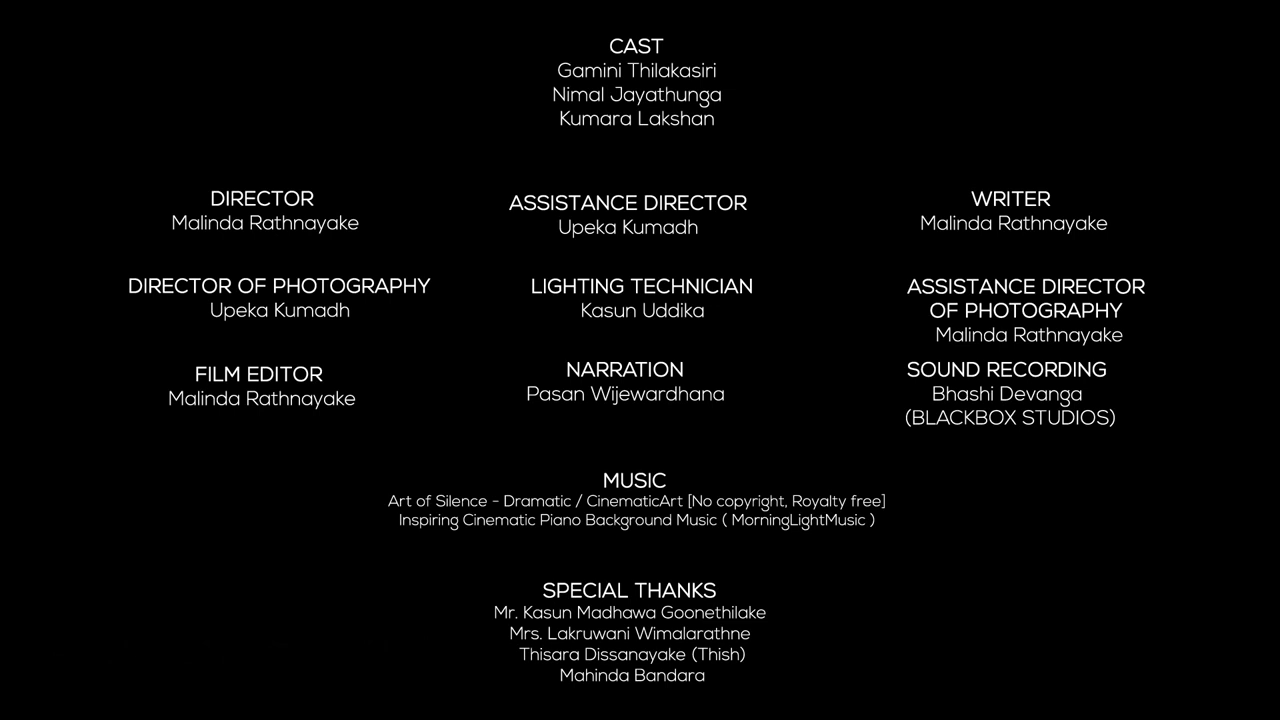 CAST
Gamini Thilakasiri
Nimal Jayathunga
Kumara Lakshan
DIRECTOR
Malinda Rathnayake
ASSISTANCE DIRECTOR
Upeka Kumadh
WRITER
Malinda Rathnayake
DIRECTOR OF PHOTOGRAPHY
Upeka Kumadh
LIGHTING TECHNICIAN
Kasun Uddika
ASSISTANCE DIRECTOR
OF PHOTOGRAPHY
Malinda Rathnayake
FILM EDITOR
Malinda Rathnayake
NARRATION
Pasan Wijewardhana
SOUND RECORDING
Bhashi Devanga
(BLACKBOX STUDIOS)
MUSIC
Art of Silence - Dramatic / CinematicArt [No copyright, Royalty free]
Inspiring Cinematic Piano Background Music ( MorningLightMusic )
SPECIAL THANKS
Mr. Kasun Madhawa Goonethilake
Mrs. Lakruwani Wimalarathne
Thisara Dissanayake (Thish)
Mahinda Bandara